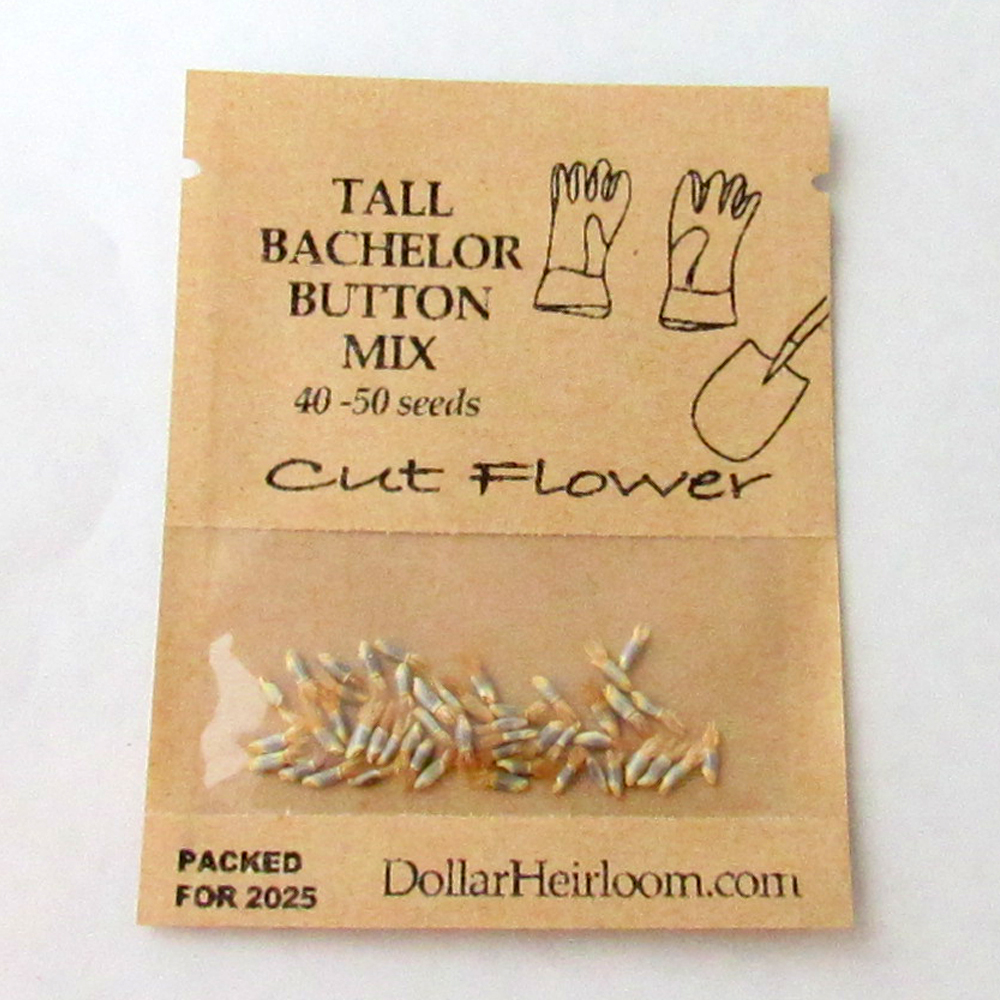 TALL
BACHELOR
BUTTON
MIX
40 -50 seeds
Cut Flower
PACKED
FOR 2025
DollarHeirloom.com